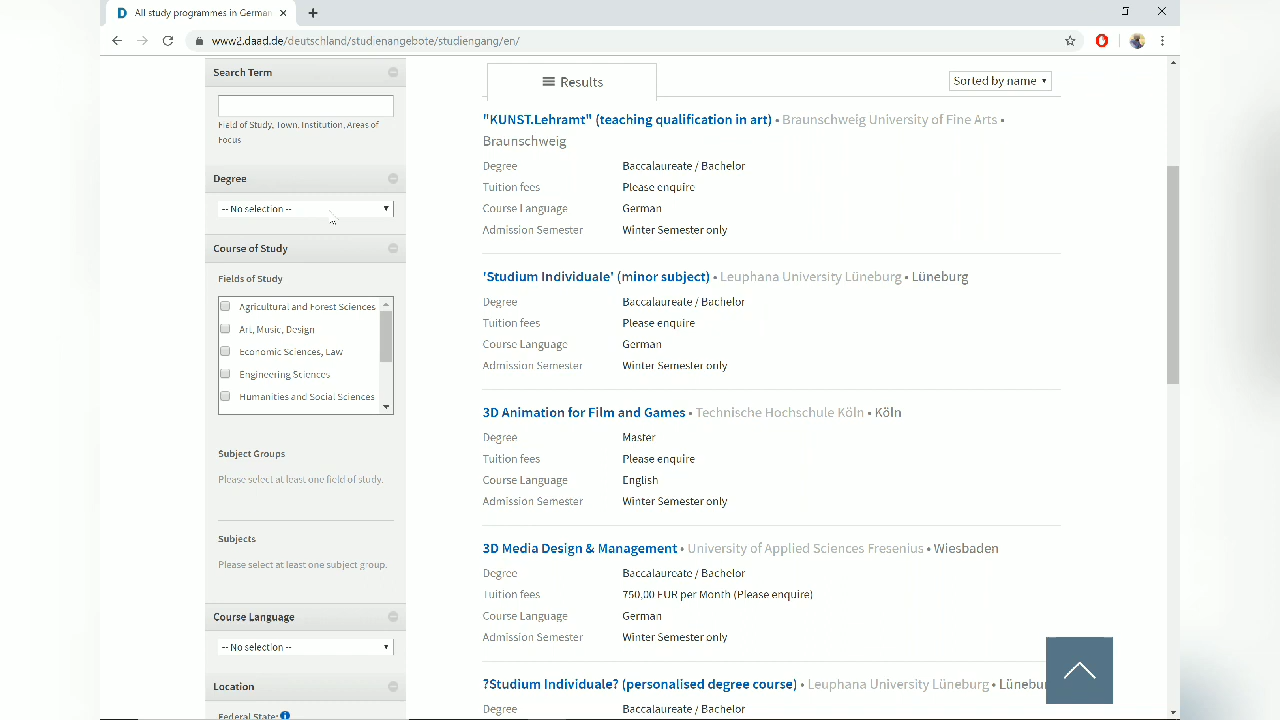 All study programmes in German
www2.daad.de/deutschland/studienangebote/studiengang/en/
Search Term
Field of Study, Town, Institution, Areas of
Focus
Degree
-- No selection --
Course of Study
Fields of Study
Agricultural and Forest Sciences
Art, Music, Design
Economic Sciences, Law
Engineering Sciences
Humanities and Social Sciences
Subject Groups
Please select at least one field of study.
Subjects
Please select at least one subject group.
Course Language
-- No selection --
Location
Federal State:
Results
Sorted by name
"KUNST.Lehramt" (teaching qualification in art) • Braunschweig University of Fine Arts •
Braunschweig
Degree Baccalaureate / Bachelor
Tuition fees Please enquire
Course Language German
Admission Semester Winter Semester only
'Studium Individuale' (minor subject) • Leuphana University Lüneburg • Lüneburg
Degree Baccalaureate / Bachelor
Tuition fees Please enquire
Course Language German
Admission Semester Winter Semester only
3D Animation for Film and Games • Technische Hochschule Köln • Köln
Degree Master
Tuition fees Please enquire
Course Language English
Admission Semester Winter Semester only
3D Media Design & Management • University of Applied Sciences Fresenius • Wiesbaden
Degree Baccalaureate / Bachelor
Tuition fees 750,00 EUR per Month (Please enquire)
Course Language German
Admission Semester Winter Semester only
?Studium Individuale? (personalised degree course) • Leuphana University Lüneburg • Lünebu
Degree Baccalaureate / Bachelor